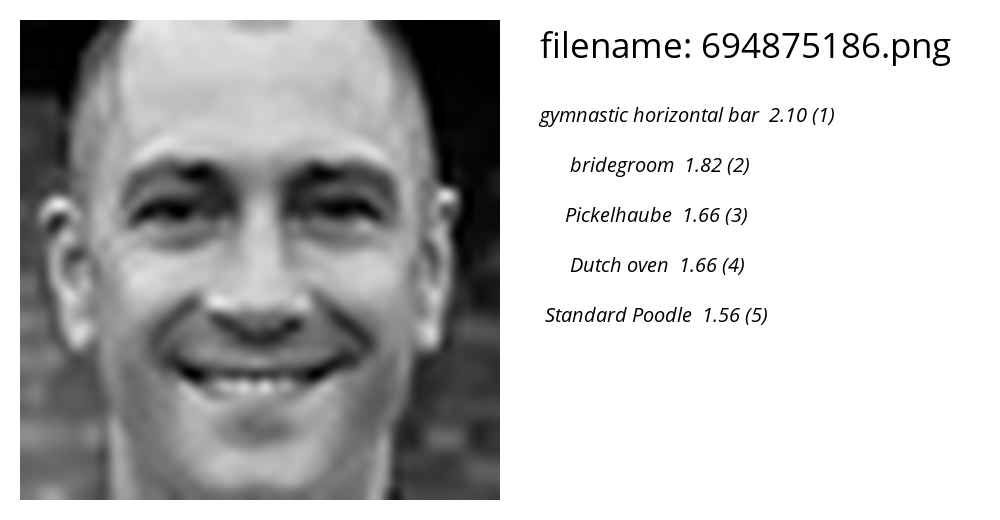 filename: 694875186.png
gymnastic horizontal bar 2.10 (1)
bridegroom 1.82 (2)
Pickelhaube 1.66 (3)
Dutch oven 1.66 (4)
Standard Poodle 1.56 (5)